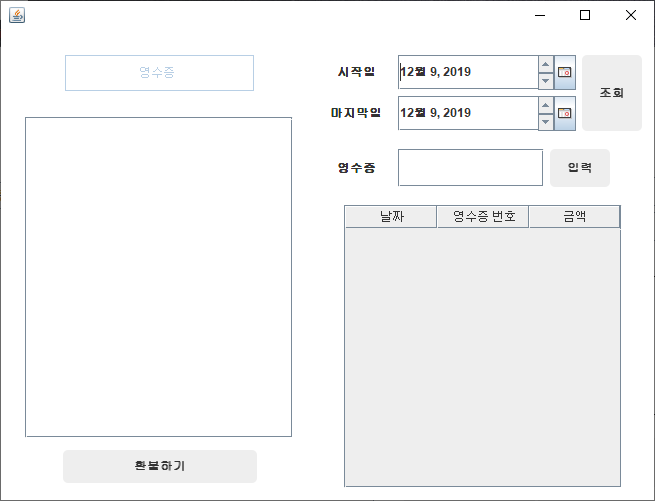 영수증
환불하기
시작일 12월 9, 2019
마지막일 12월 9, 2019
조회
영수증 입력
날짜 영수증 번호 금액